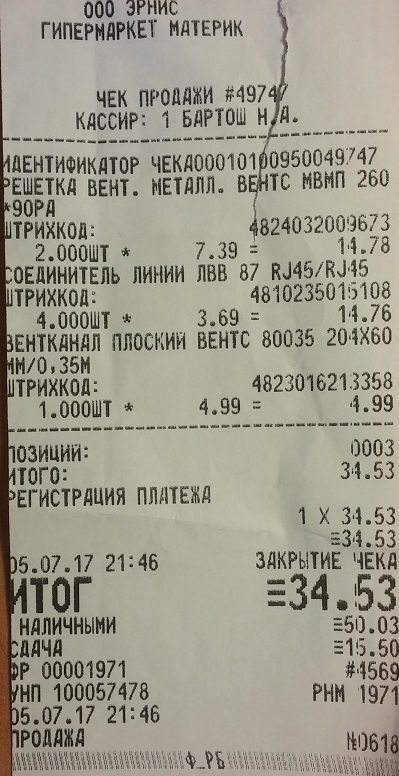 ООО ЭРНИС
ГИПЕРМАРКЕТ МАТЕРИК
ЧЕК ПРОДАЖИ #49747
КАССИР: 1 БАРТОШ Н.А.
ИДЕНТИФИКАТОР ЧЕКА00010100950049747
РЕШЕТКА ВЕНТ. МЕТАЛЛ. ВЕНТС МВМП 260
*90РА
ШТРИХКОД: 4824032009673
2.000ШТ * 7.39 = 14.78
СОЕДИНИТЕЛЬ ЛИНИИ ЛВВ 87 RJ45/RJ45
ШТРИХКОД: 4810235015108
4.000ШТ * 3.69 = 14.76
ВЕНТКАНАЛ ПЛОСКИЙ ВЕНТС 80035 204X60
ММ/0,35М
ШТРИХКОД: 4823016213358
1.000ШТ * 4.99 = 4.99
ПОЗИЦИЙ: 0003
ИТОГО: 34.53
РЕГИСТРАЦИЯ ПЛАТЕЖА
1 X 34.53
≡34.53
05.07.17 21:46 ЗАКРЫТИЕ ЧЕКА
ИТОГ ≡34.53
НАЛИЧНЫМИ ≡50.03
СДАЧА ≡15.50
ФР 00001971 #4569
УНП 100057478 РНМ 1971
05.07.17 21:46
ПРОДАЖА №0618
Ф_РБ